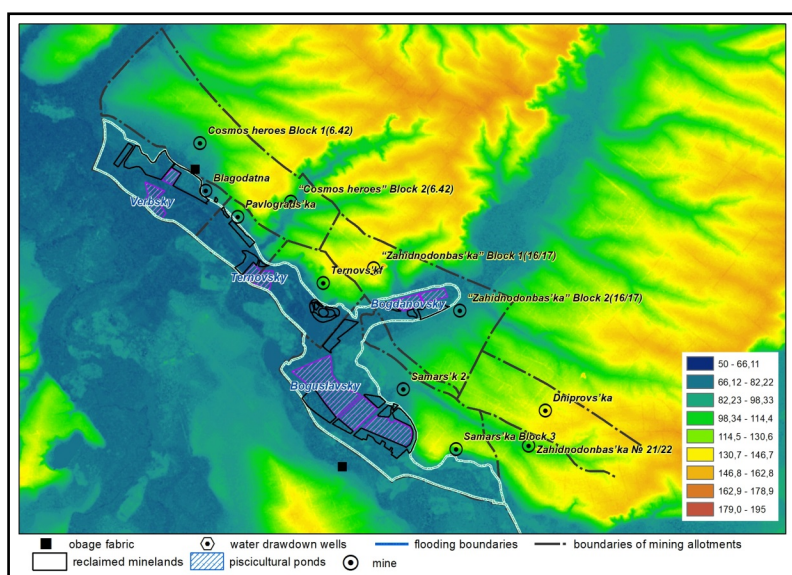 Cosmos heroes Block 1(6.42)
Blagodatna
"Cosmos heroes" Block 2(6.42)
Verbsky
Pavlograds'ka
"Zahidnodonbas'ka" Block 1(16/17)
Ternovsky
Ternovs'ka
Bogdanovsky
"Zahidnodonbas'ka" Block 2(16/17)
Boguslavsky
Samars'k 2
Dniprovs'ka
Samars'ka Block 3
Zahidnodonbas'ka № 21/22
50 - 66,11
66,12 - 82,22
82,23 - 98,33
98,34 - 114,4
114,5 - 130,6
130,7 - 146,7
146,8 - 162,8
162,9 - 178,9
179,0 - 195
obage fabric
water drawdown wells
flooding boundaries
boundaries of mining allotments
reclaimed minelands
piscicultural ponds
mine